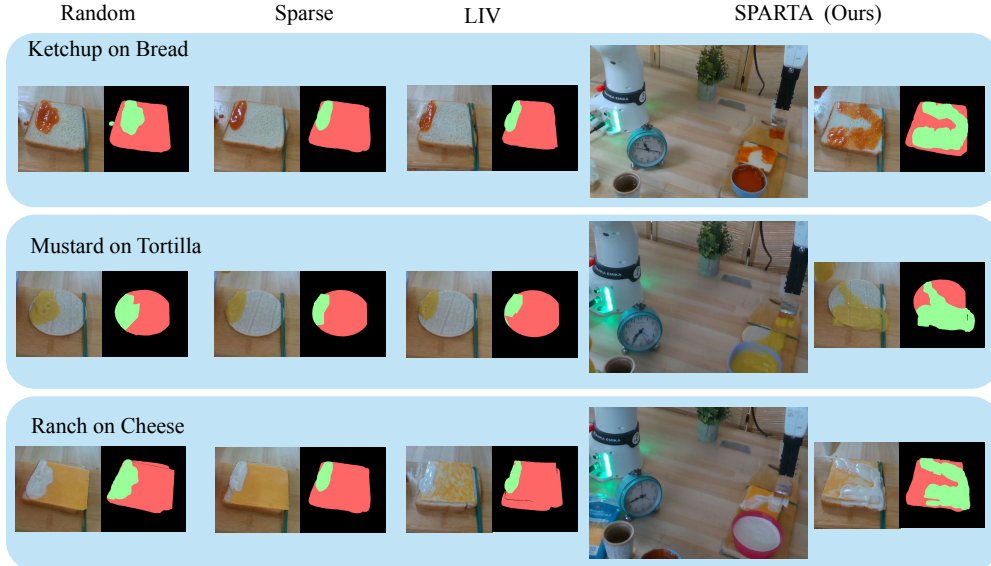 Random Sparse LIV SPARTA (Ours)
Ketchup on Bread
Mustard on Tortilla
Ranch on Cheese